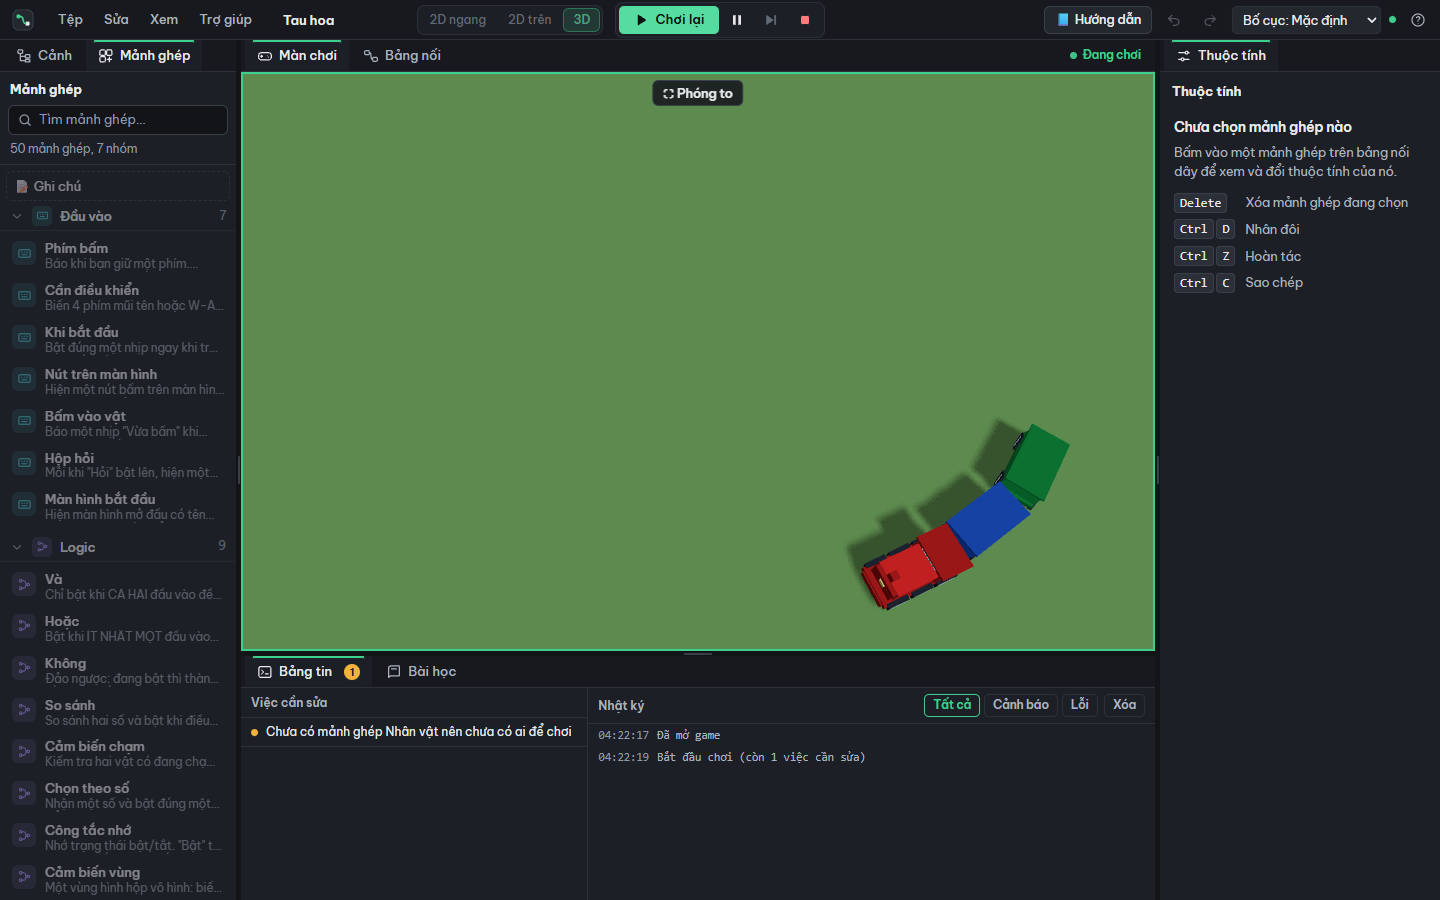 Tệp Sửa Xem Trợ giúp Tau hoa 2D ngang 2D trên 3D Chơi lại Hướng dẫn Bố cục: Mặc định
Cảnh Mảnh ghép
Màn chơi Bảng nối Đang chơi
Thuộc tính
Mảnh ghép
Tìm mảnh ghép...
50 mảnh ghép, 7 nhóm
Ghi chú
Đầu vào 7
Phím bấm
Báo khi bạn giữ một phím....
Cần điều khiển
Biến 4 phím mũi tên hoặc W-A...
Khi bắt đầu
Bật đúng một nhịp ngay khi tr...
Nút trên màn hình
Hiện một nút bấm trên màn hìn...
Bấm vào vật
Báo một nhịp "Vừa bấm" khi...
Hộp hỏi
Mỗi khi "Hỏi" bật lên, hiện một...
Màn hình bắt đầu
Hiện màn hình mở đầu có tên...
Logic 9
Và
Chỉ bật khi CẢ HAI đầu vào đề...
Hoặc
Bật khi ÍT NHẤT MỘT đầu vào...
Không
Đảo ngược: đang bật thì thàn...
So sánh
So sánh hai số và bật khi điều...
Cảm biến chạm
Kiểm tra hai vật có đang chạ...
Chọn theo số
Nhận một số và bật đúng một...
Công tắc nhớ
Nhớ trạng thái bật/tắt. "Bật" t...
Cảm biến vùng
Một vùng hình hộp vô hình: biế...
Phóng to
Bảng tin 1 Bài học
Việc cần sửa
Chưa có mảnh ghép Nhân vật nên chưa có ai để chơi
Nhật ký Tất cả Cảnh báo Lỗi Xóa
04:22:17 Đã mở game
04:22:19 Bắt đầu chơi (còn 1 việc cần sửa)
Thuộc tính
Chưa chọn mảnh ghép nào
Bấm vào một mảnh ghép trên bảng nối
dây để xem và đổi thuộc tính của nó.
Delete Xóa mảnh ghép đang chọn
Ctrl D Nhân đôi
Ctrl Z Hoàn tác
Ctrl C Sao chép